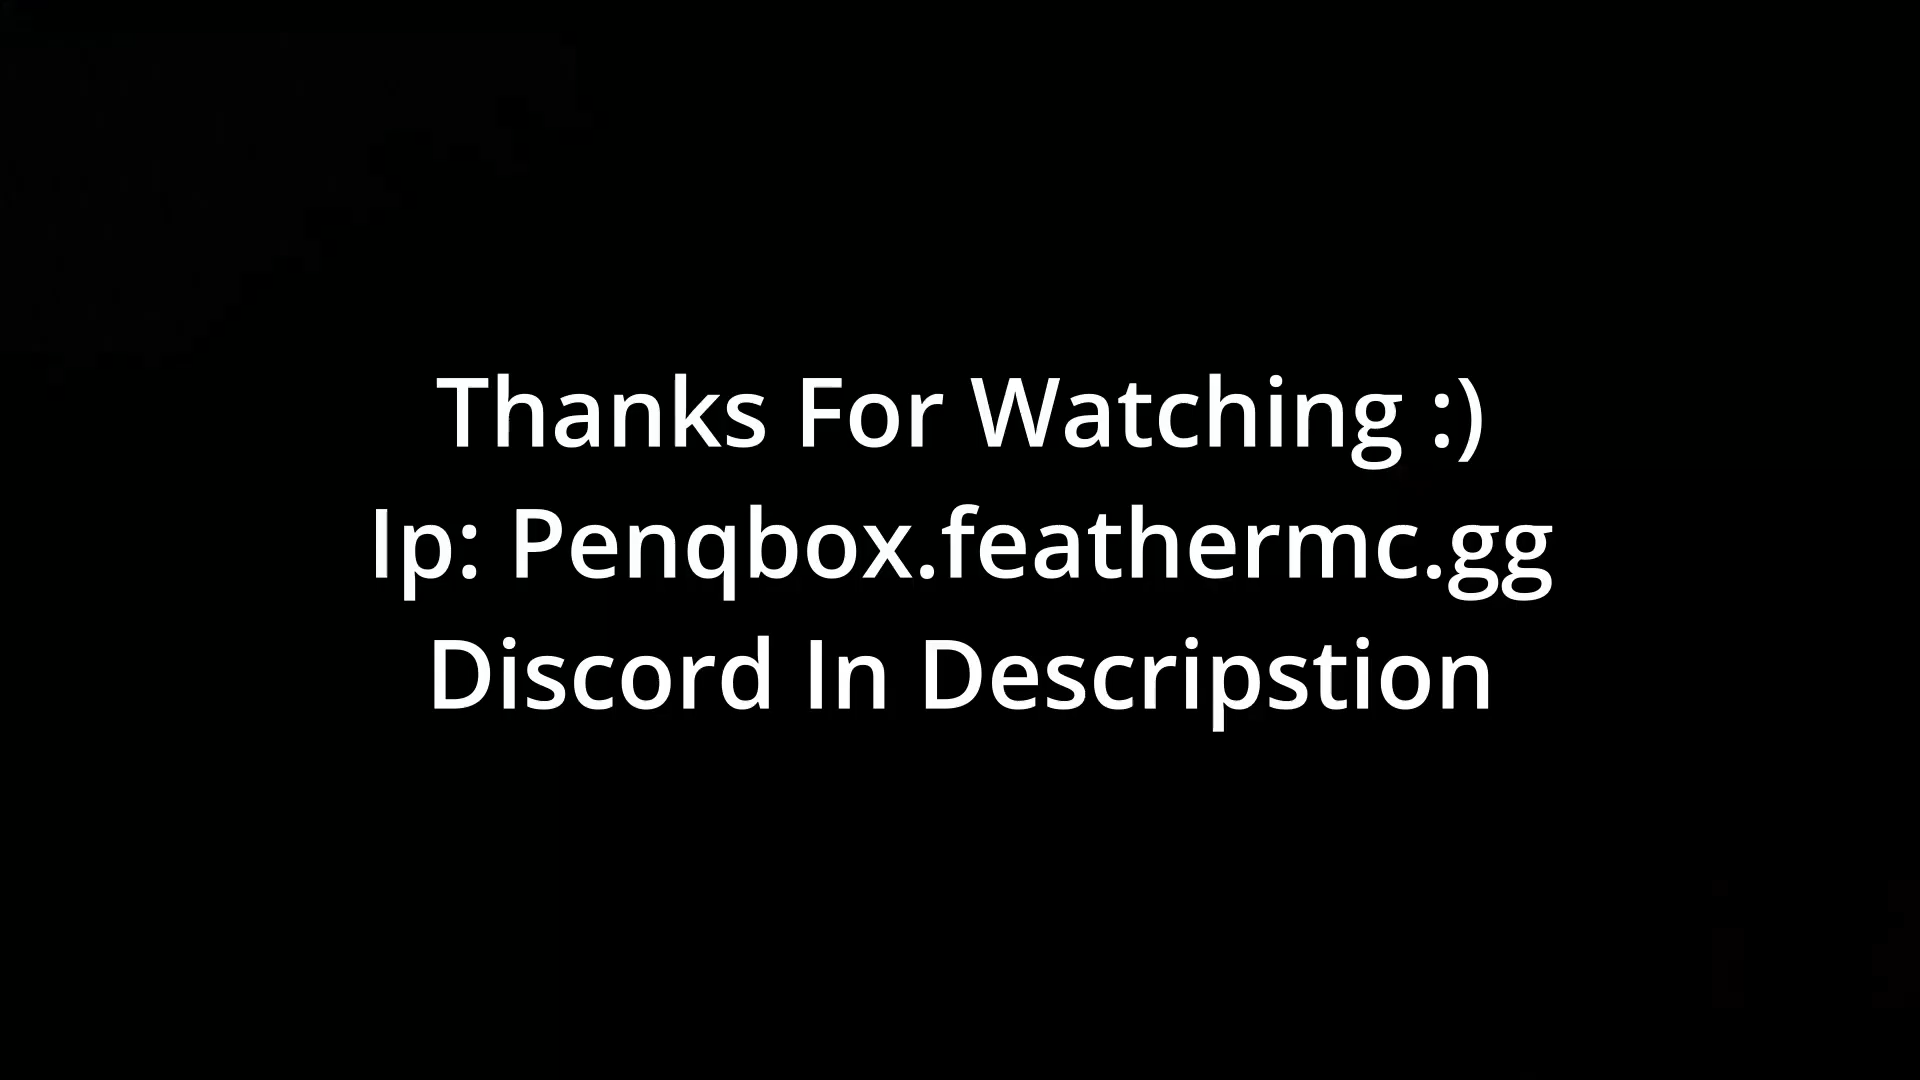 Thanks For Watching :)
Ip: Penqbox.feathermc.gg
Discord In Descripstion